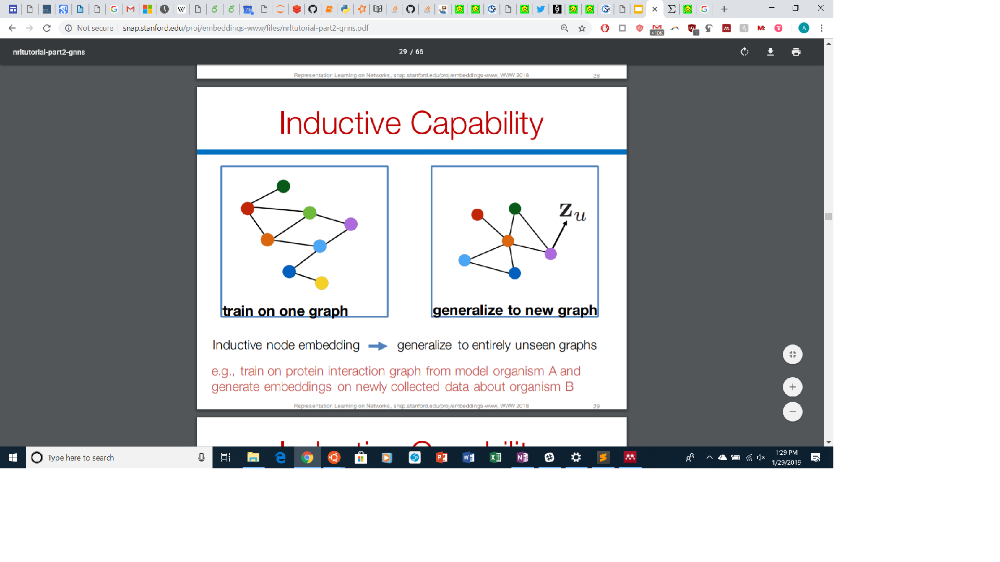 29
Not secure | snap.stanford.edu/proj/embeddings-www/files/nrltutorial-part2-gnns.pdf
>10K
1
M:
A
nrltutorial-part2-gnns
29 / 66
Representation Learning on Networks, snap.stanford.edu/proj/embeddings-www, WWW 2018
28
Inductive Capability
z u
train on one graph
generalize to new graph
Inductive node embedding
generalize to entirely unseen graphs
e.g., train on protein interaction graph from model organism A and
generate embeddings on newly collected data about organism B
Representation Learning on Networks, snap.stanford.edu/proj/embeddings-www, WWW 2018
29
Type here to search
1:29 PM
1/29/2019